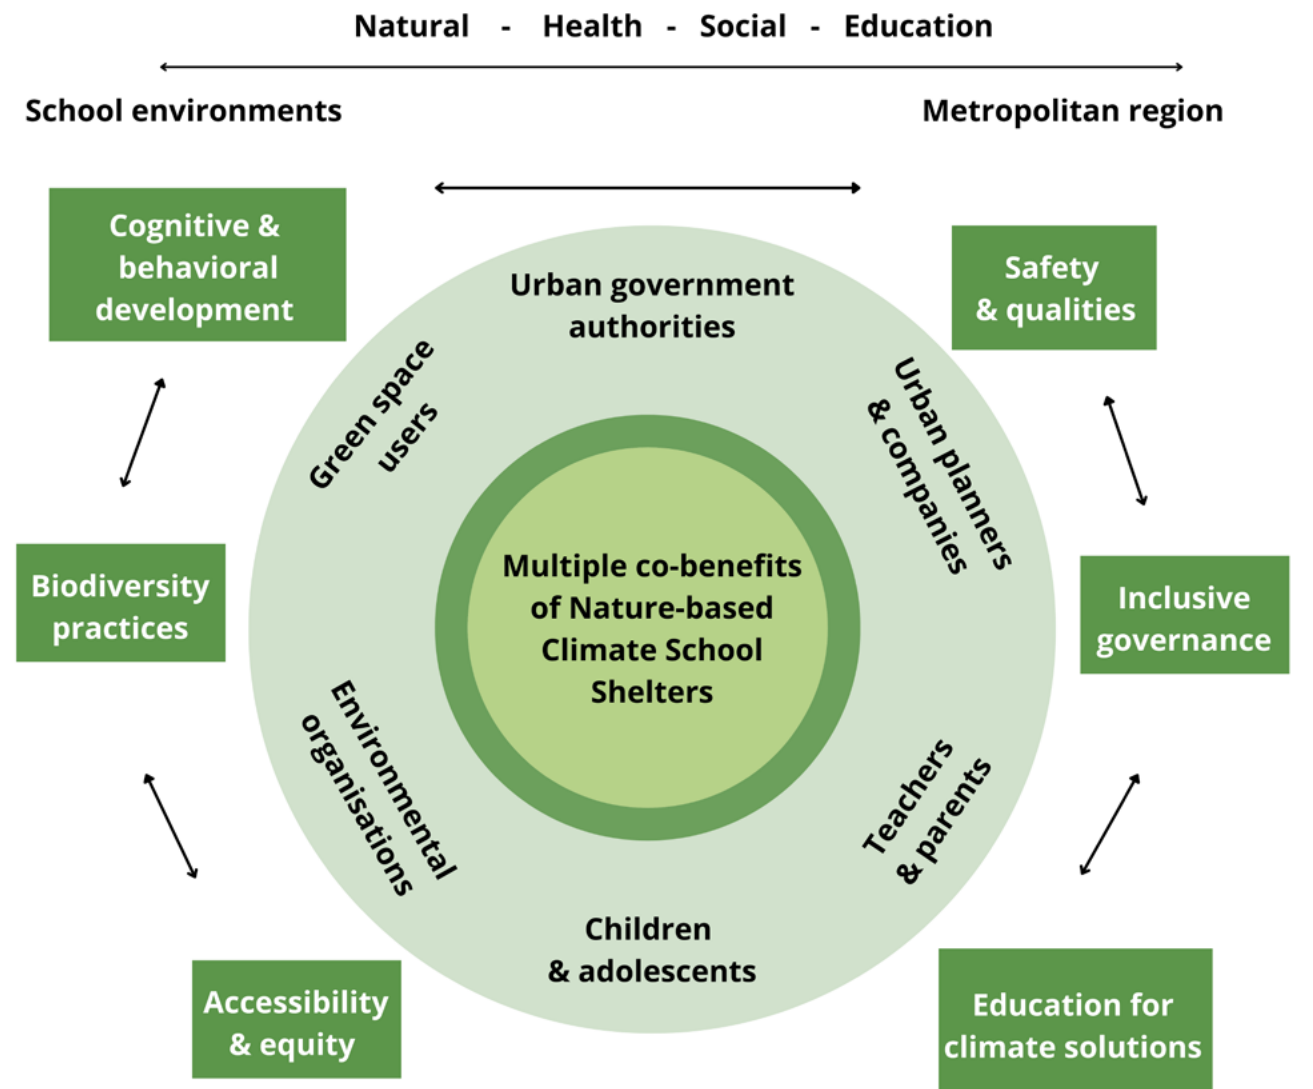 Natural - Health - Social - Education
School environments
Metropolitan region
Cognitive &
behavioral
development
Safety
& qualities
Urban government
authorities
Green space
users
Urban planners
& companies
Multiple co-benefits
of Nature-based
Climate School
Shelters
Biodiversity
practices
Inclusive
governance
Environmental
organisations
Teachers
& parents
Children
& adolescents
Accessibility
& equity
Education for
climate solutions